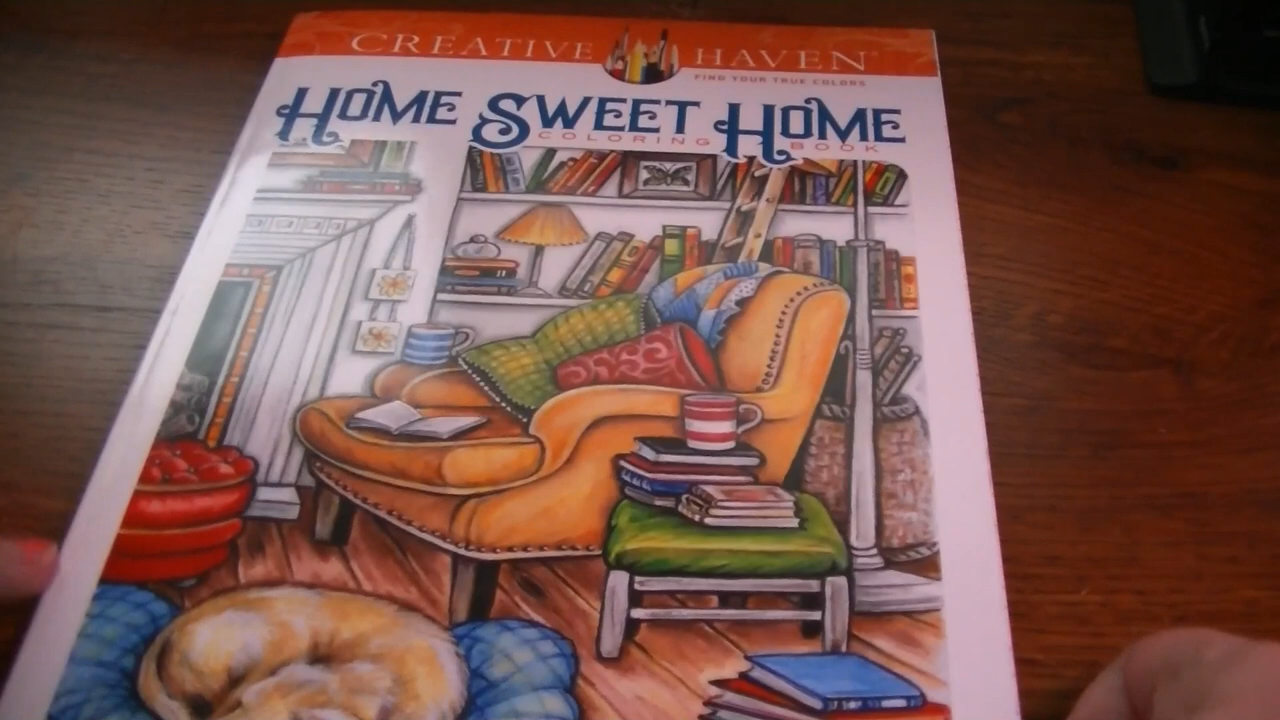 CREATIVE HAVEN
FIND YOUR TRUE COLORS
HOME SWEET HOME
COLORING BOOK